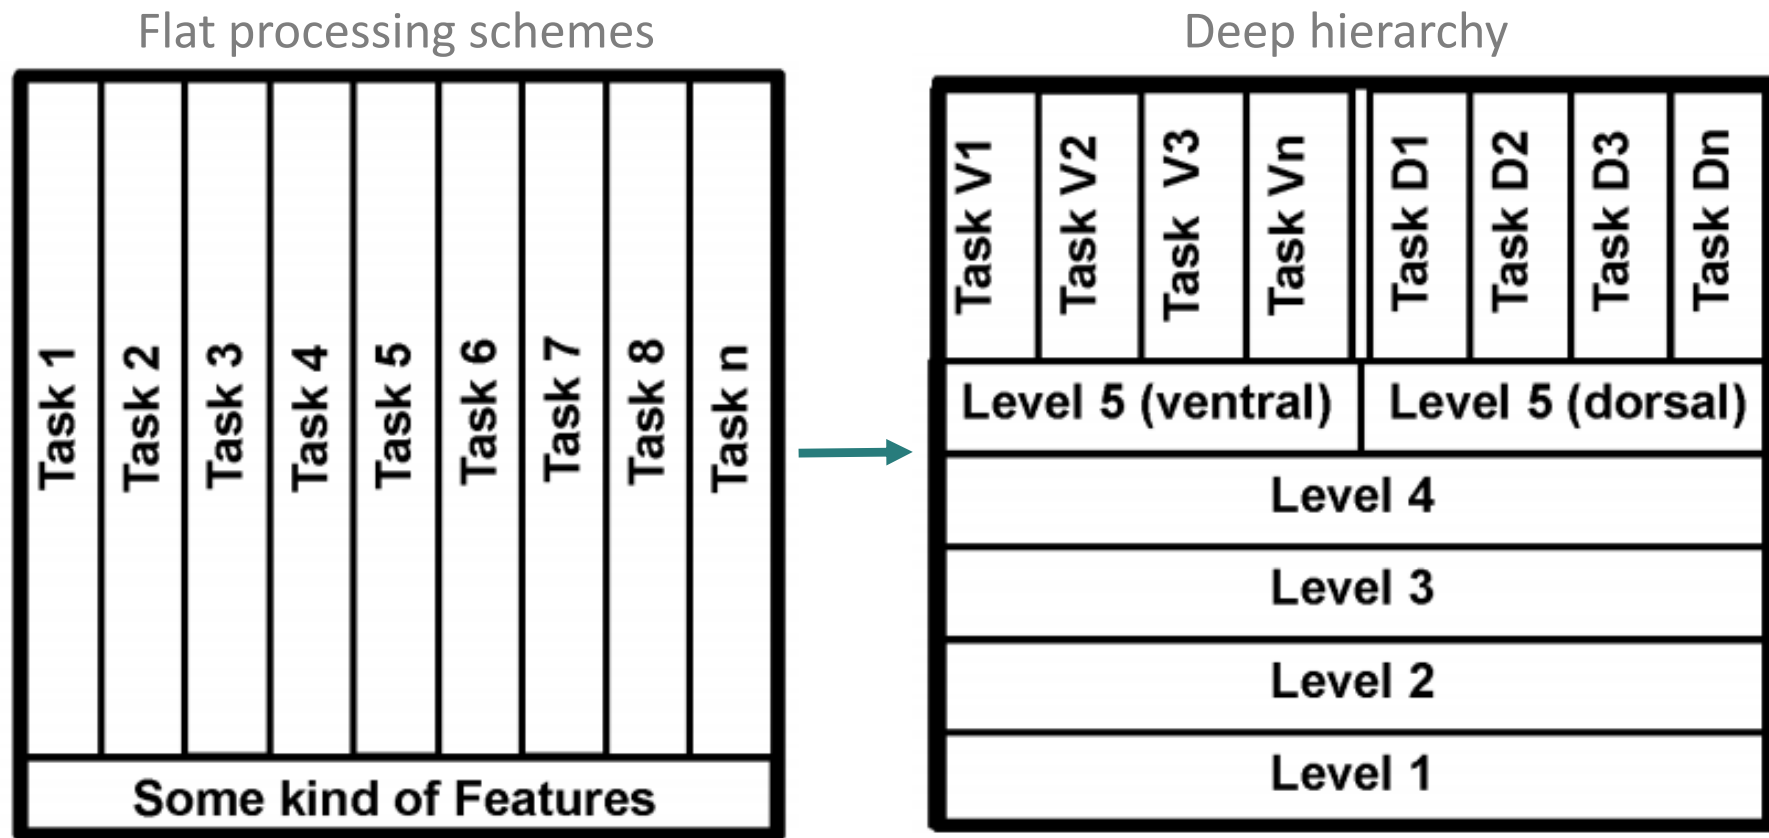 Flat processing schemes
Task 1
Task 2
Task 3
Task 4
Task 5
Task 6
Task 7
Task 8
Task n
Some kind of Features
Deep hierarchy
Task V1
Task V2
Task V3
Task Vn
Task D1
Task D2
Task D3
Task Dn
Level 5 (ventral)
Level 5 (dorsal)
Level 4
Level 3
Level 2
Level 1